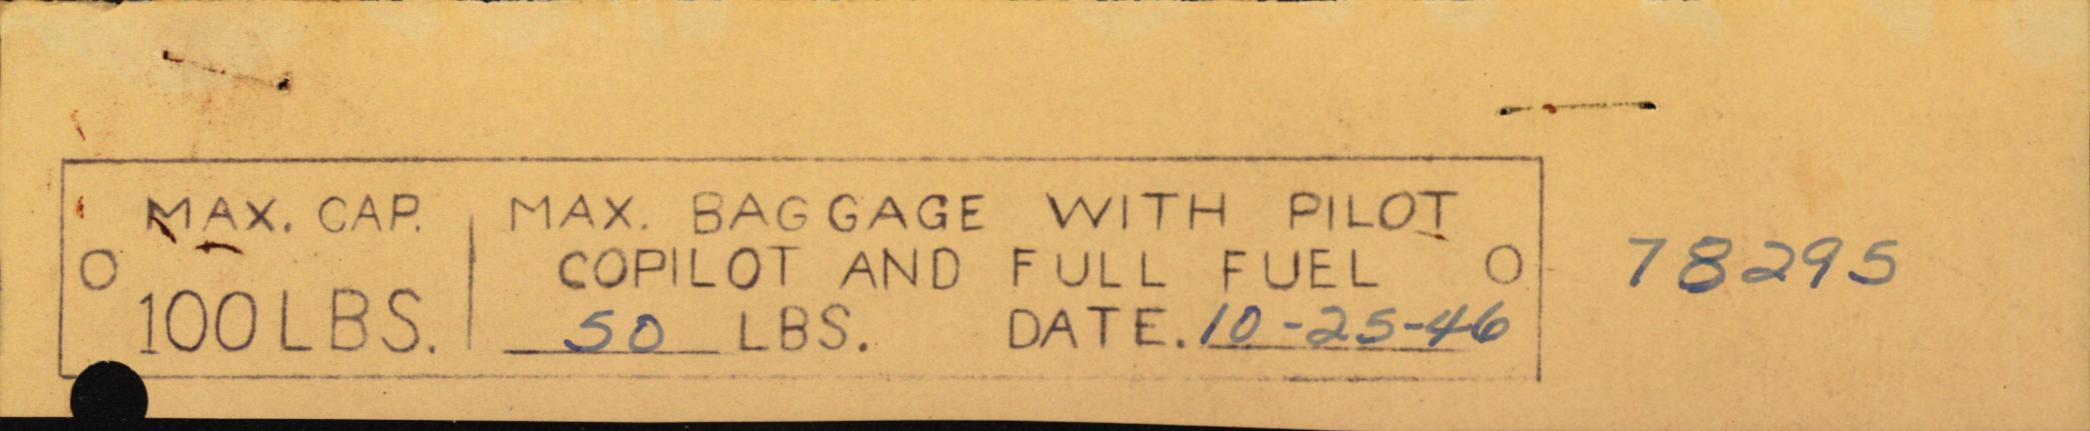 MAX. CAP.
100 LBS.
MAX. BAGGAGE WITH PILOT
COPILOT AND FULL FUEL
50 LBS. DATE. 10-25-46
78295